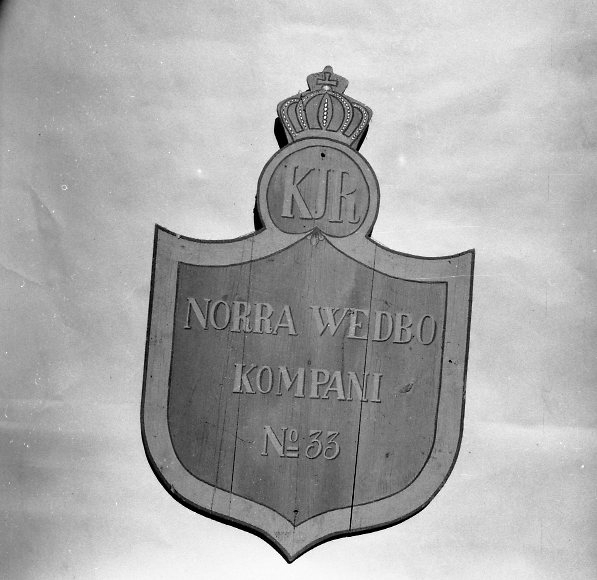 KJR
NORRA WEDBO
KOMPANI
Nº 33